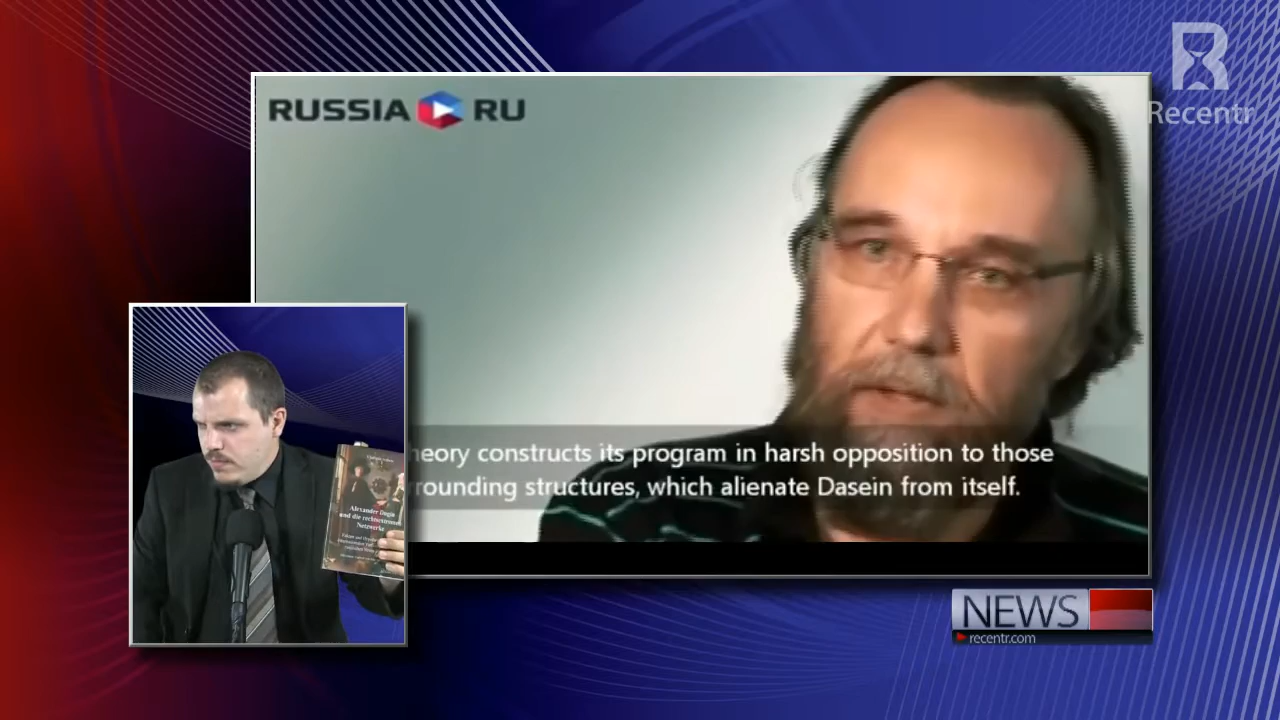 Recentr
RUSSIA RU
heory constructs its program in harsh opposition to those
rounding structures, which alienate Dasein from itself.
Alexander Dugin
und die rechtsextremen
Netzwerke
NEWS
recentr.com